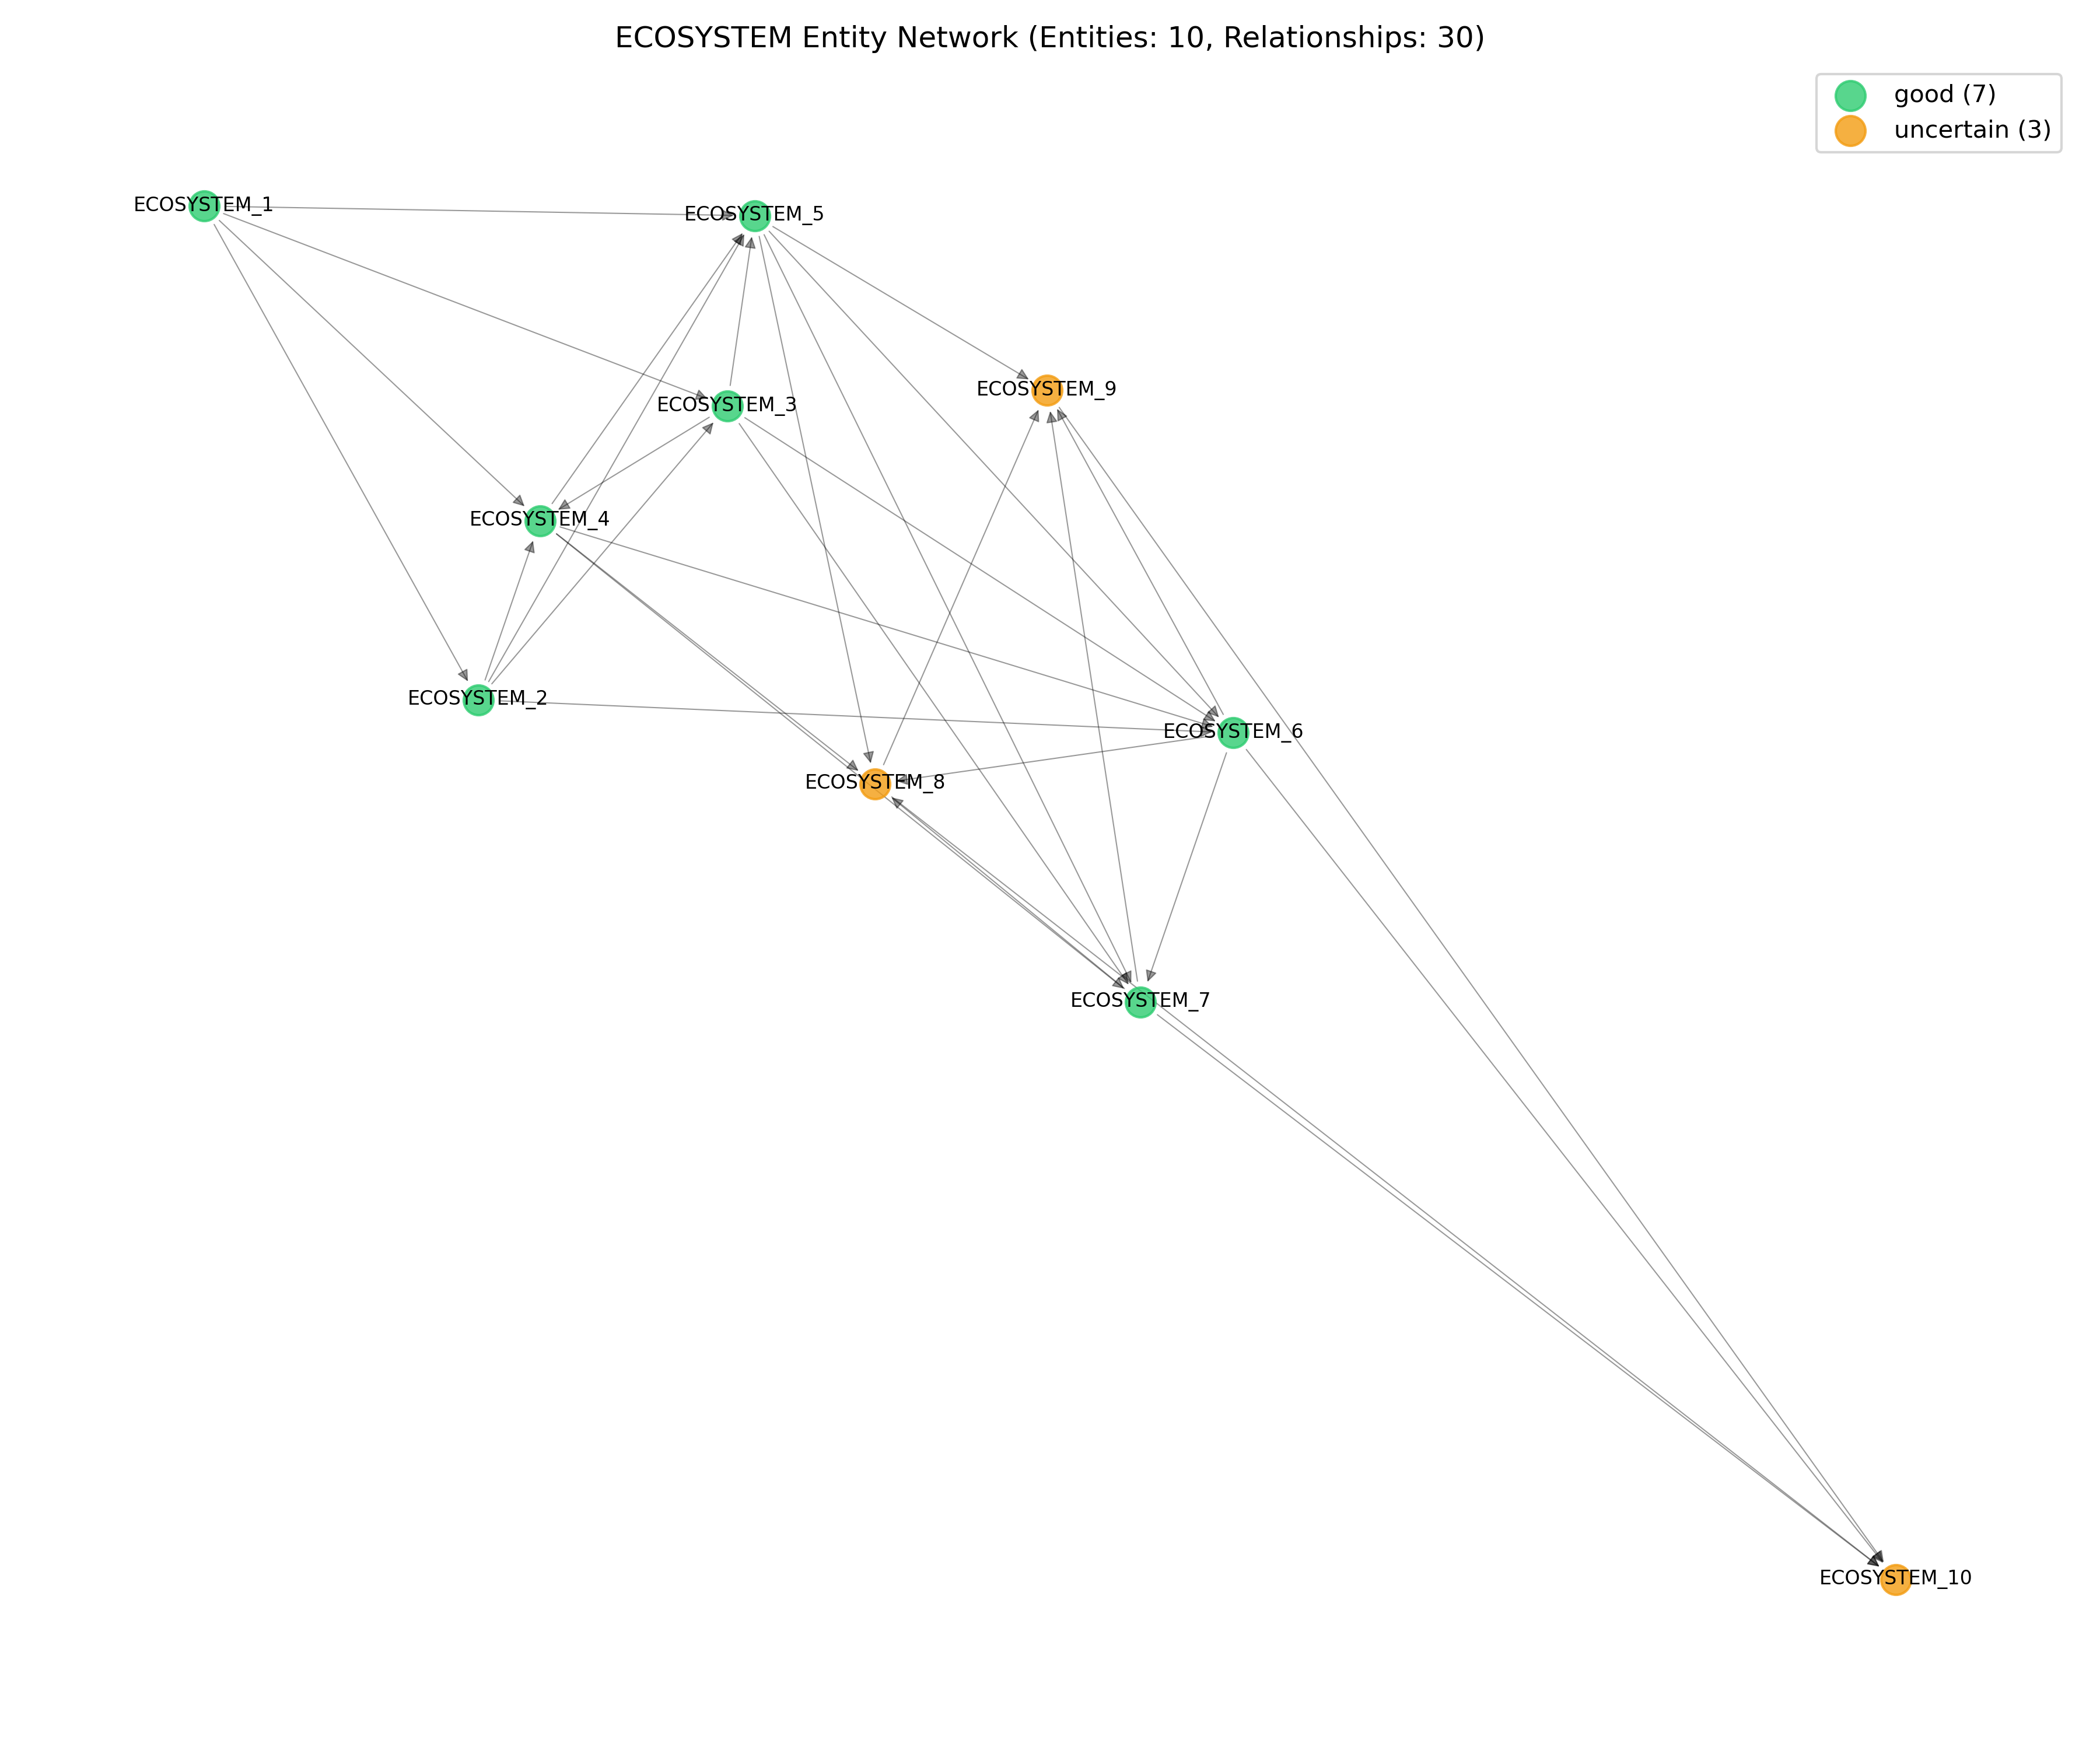 ECOSYSTEM Entity Network (Entities: 10, Relationships: 30)
good (7)
uncertain (3)
ECOSYSTEM_1
ECOSYSTEM_5
ECOSYSTEM_9
ECOSYSTEM_3
ECOSYSTEM_4
ECOSYSTEM_2
ECOSYSTEM_6
ECOSYSTEM_8
ECOSYSTEM_7
ECOSYSTEM_10